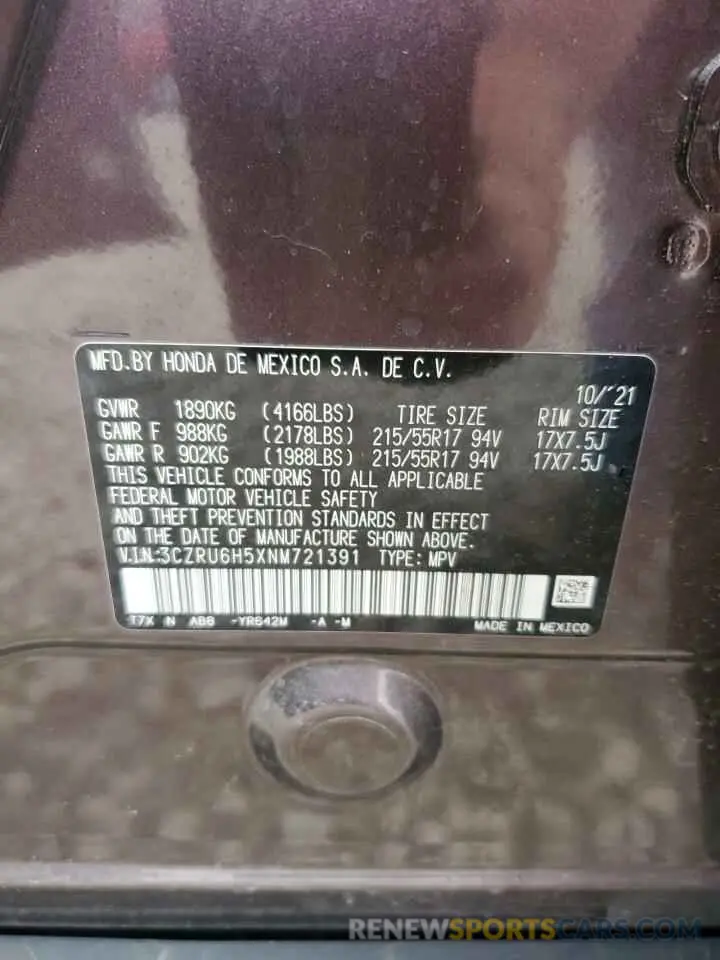 MFD.BY HONDA DE MEXICO S.A. DE C.V.
10/'21
GVWR 1890KG (4166LBS) TIRE SIZE RIM SIZE
GAWR F 988KG (2178LBS) 215/55R17 94V 17X7.5J
GAWR R 902KG (1988LBS) 215/55R17 94V 17X7.5J
THIS VEHICLE CONFORMS TO ALL APPLICABLE
FEDERAL MOTOR VEHICLE SAFETY
AND THEFT PREVENTION STANDARDS IN EFFECT
ON THE DATE OF MANUFACTURE SHOWN ABOVE.
V.I.N.:3CZRU6H5XNM721391 TYPE: MPV
T7X N ABB -YR642M -A -M MADE IN MEXICO
RENEWSPORTSCARS.COM